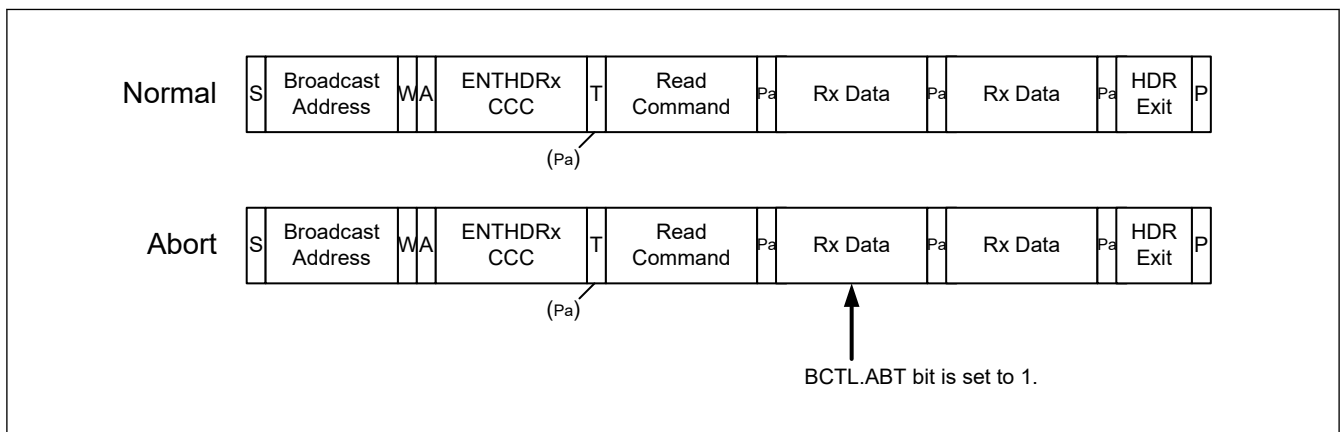 Normal
S Broadcast Address W A ENTHDRx CCC T Read Command Pa Rx Data Pa Rx Data Pa HDR Exit P
(Pa)
Abort
S Broadcast Address W A ENTHDRx CCC T Read Command Pa Rx Data Pa Rx Data Pa HDR Exit P
(Pa)
BCTL.ABT bit is set to 1.